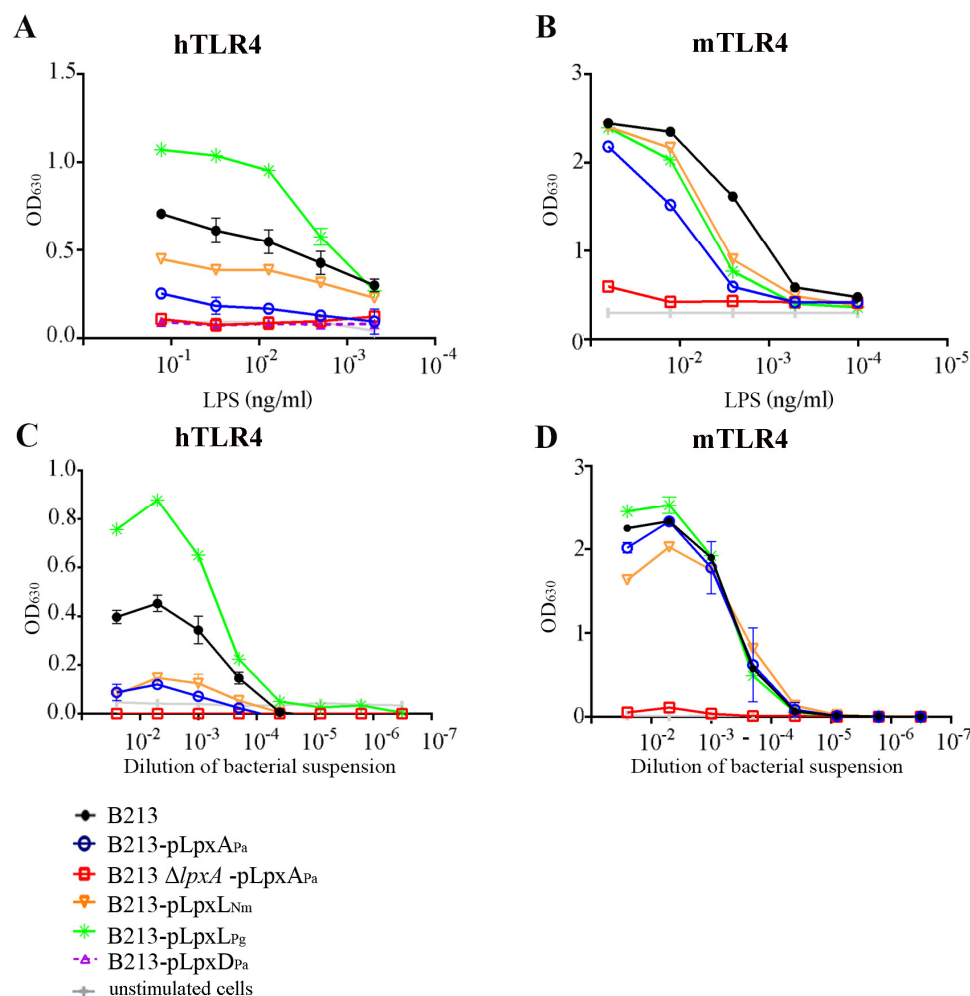 A
hTLR4
1.5
1.0
0.5
0.0
OD630
10-1 10-2 10-3 10-4
LPS (ng/ml)
B
mTLR4
3
2
1
0
OD630
10-2 10-3 10-4 10-5
LPS (ng/ml)
C
hTLR4
1.0
0.8
0.6
0.4
0.2
0.0
OD630
10-2 10-3 10-4 10-5 10-6 10-7
Dilution of bacterial suspension
D
mTLR4
3
2
1
0
OD630
10-2 10-3 - 10-4 10-5 10-6 10-7
Dilution of bacterial suspension
B213
B213-pLpxAPa
B213 ΔlpxA -pLpxAPa
B213-pLpxLNm
B213-pLpxLPg
B213-pLpxDPa
unstimulated cells